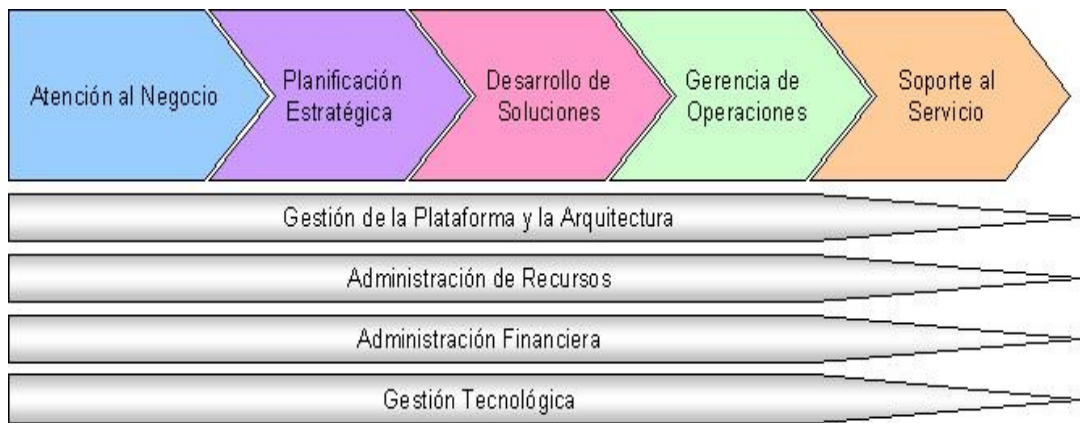 Atención al Negocio
Planificación
Estratégica
Desarrollo de
Soluciones
Gerencia de
Operaciones
Soporte al
Servicio
Gestión de la Plataforma y la Arquitectura
Administración de Recursos
Administración Financiera
Gestión Tecnológica